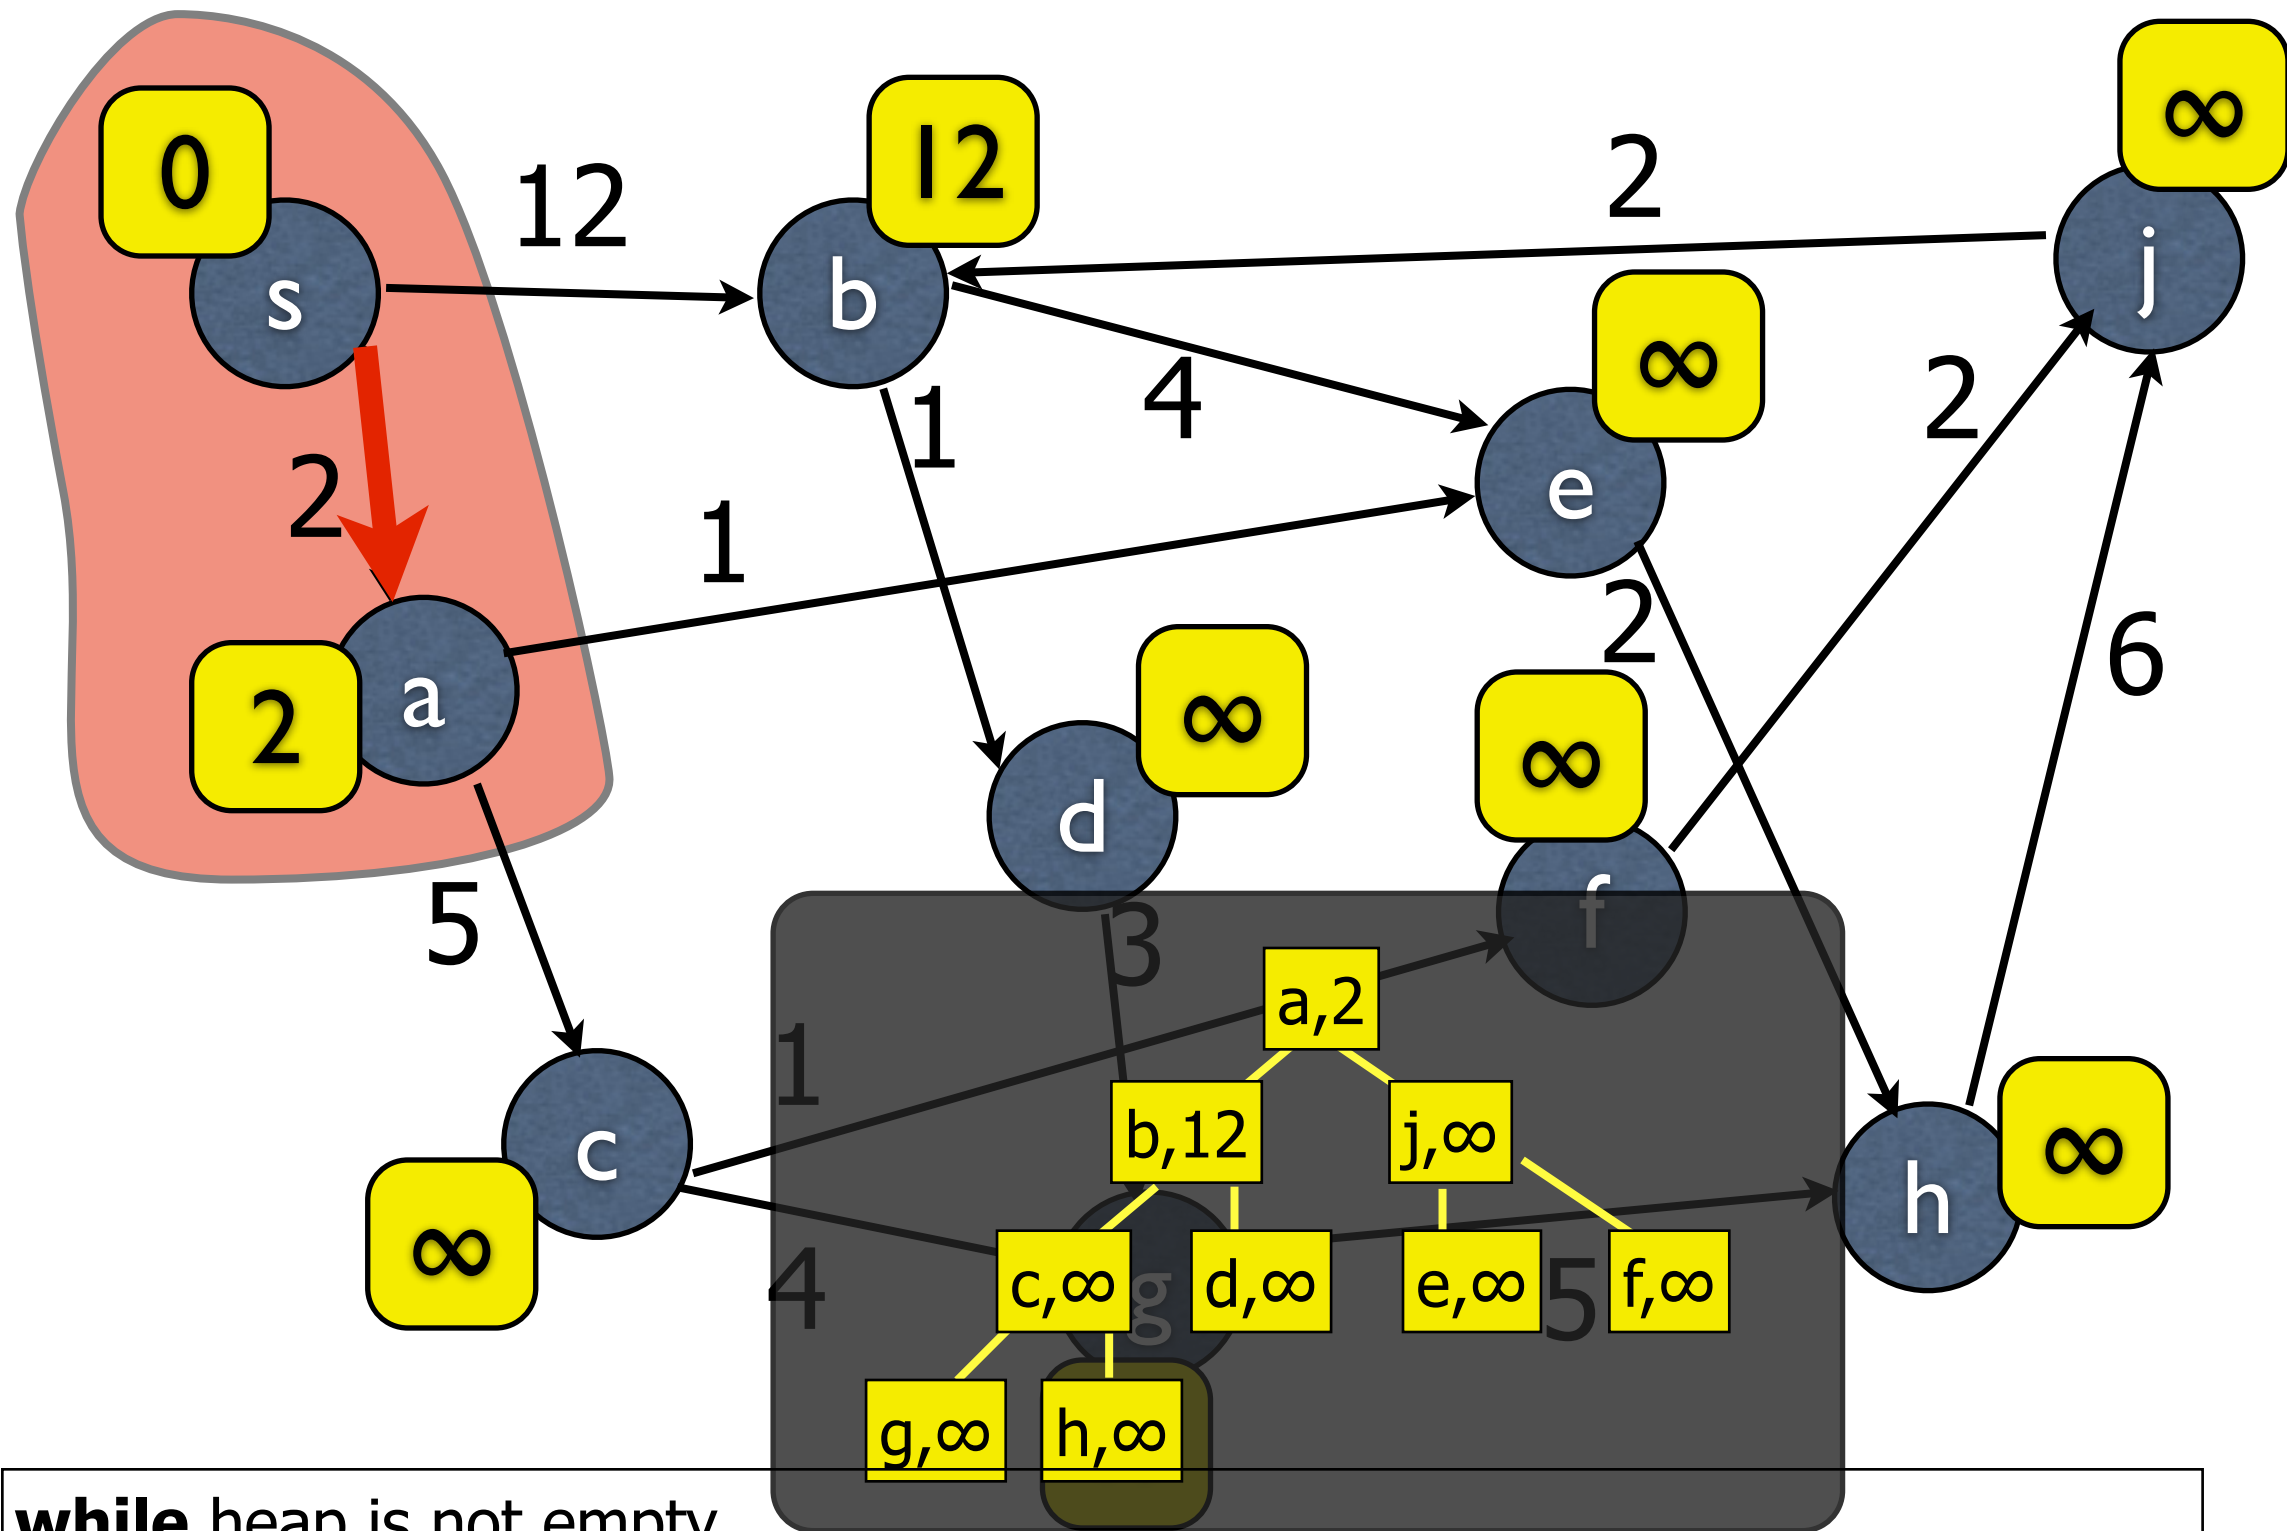 ∞
0
12
12
2
s
b
j
∞
4
1
2
2
e
1
2
∞
6
a
2
∞
∞
d
5
3
f
a,2
1
b,12
j,∞
c
∞
∞
h
4
c,∞
g
d,∞
e,∞
5
f,∞
g,∞
h,∞
while heap is not empty